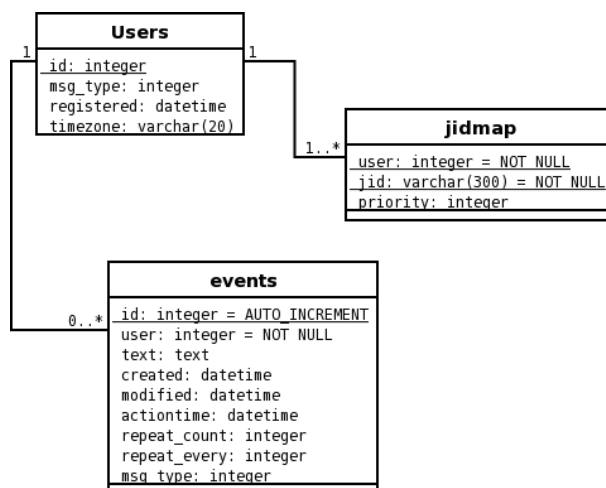 Users
1
1
id: integer
msg_type: integer
registered: datetime
timezone: varchar(20)
jidmap
1..*
user: integer = NOT NULL
jid: varchar(300) = NOT NULL
priority: integer
events
0..*
id: integer = AUTO_INCREMENT
user: integer = NOT NULL
text: text
created: datetime
modified: datetime
actiontime: datetime
repeat_count: integer
repeat_every: integer
msg_type: integer